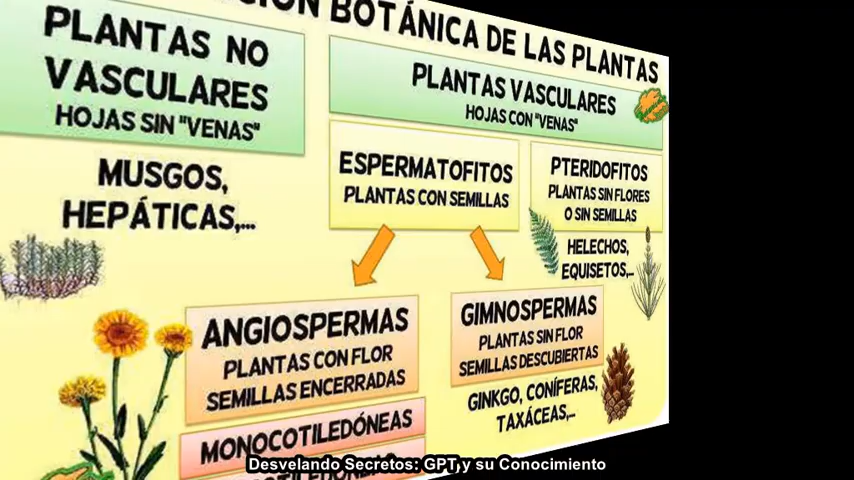 CIÓN BOTÁNICA DE LAS PLANTAS
PLANTAS NO
VASCULARES
HOJAS SIN "VENAS"
MUSGOS,
HEPÁTICAS,...
PLANTAS VASCULARES
HOJAS CON "VENAS"
ESPERMATOFITOS
PLANTAS CON SEMILLAS
PTERIDOFITOS
PLANTAS SIN FLORES
O SIN SEMILLAS
HELECHOS,
EQUISETOS,...
ANGIOSPERMAS
PLANTAS CON FLOR
SEMILLAS ENCERRADAS
MONOCOTILEDÓNEAS
GIMNOSPERMAS
PLANTAS SIN FLOR
SEMILLAS DESCUBIERTAS
GINKGO, CONÍFERAS,
TAXÁCEAS,...
Desvelando Secretos: GPT y su Conocimiento